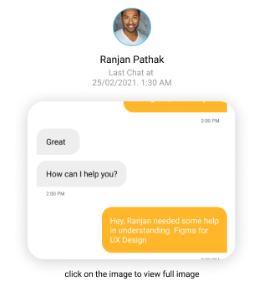 Ranjan Pathak
Last Chat at
25/02/2021. 1:30 AM
2:00 PM
Great
How can I help you?
2:00 PM
Hey, Ranjan needed some help
in understanding. Figma for
UX Design
click on the image to view full image